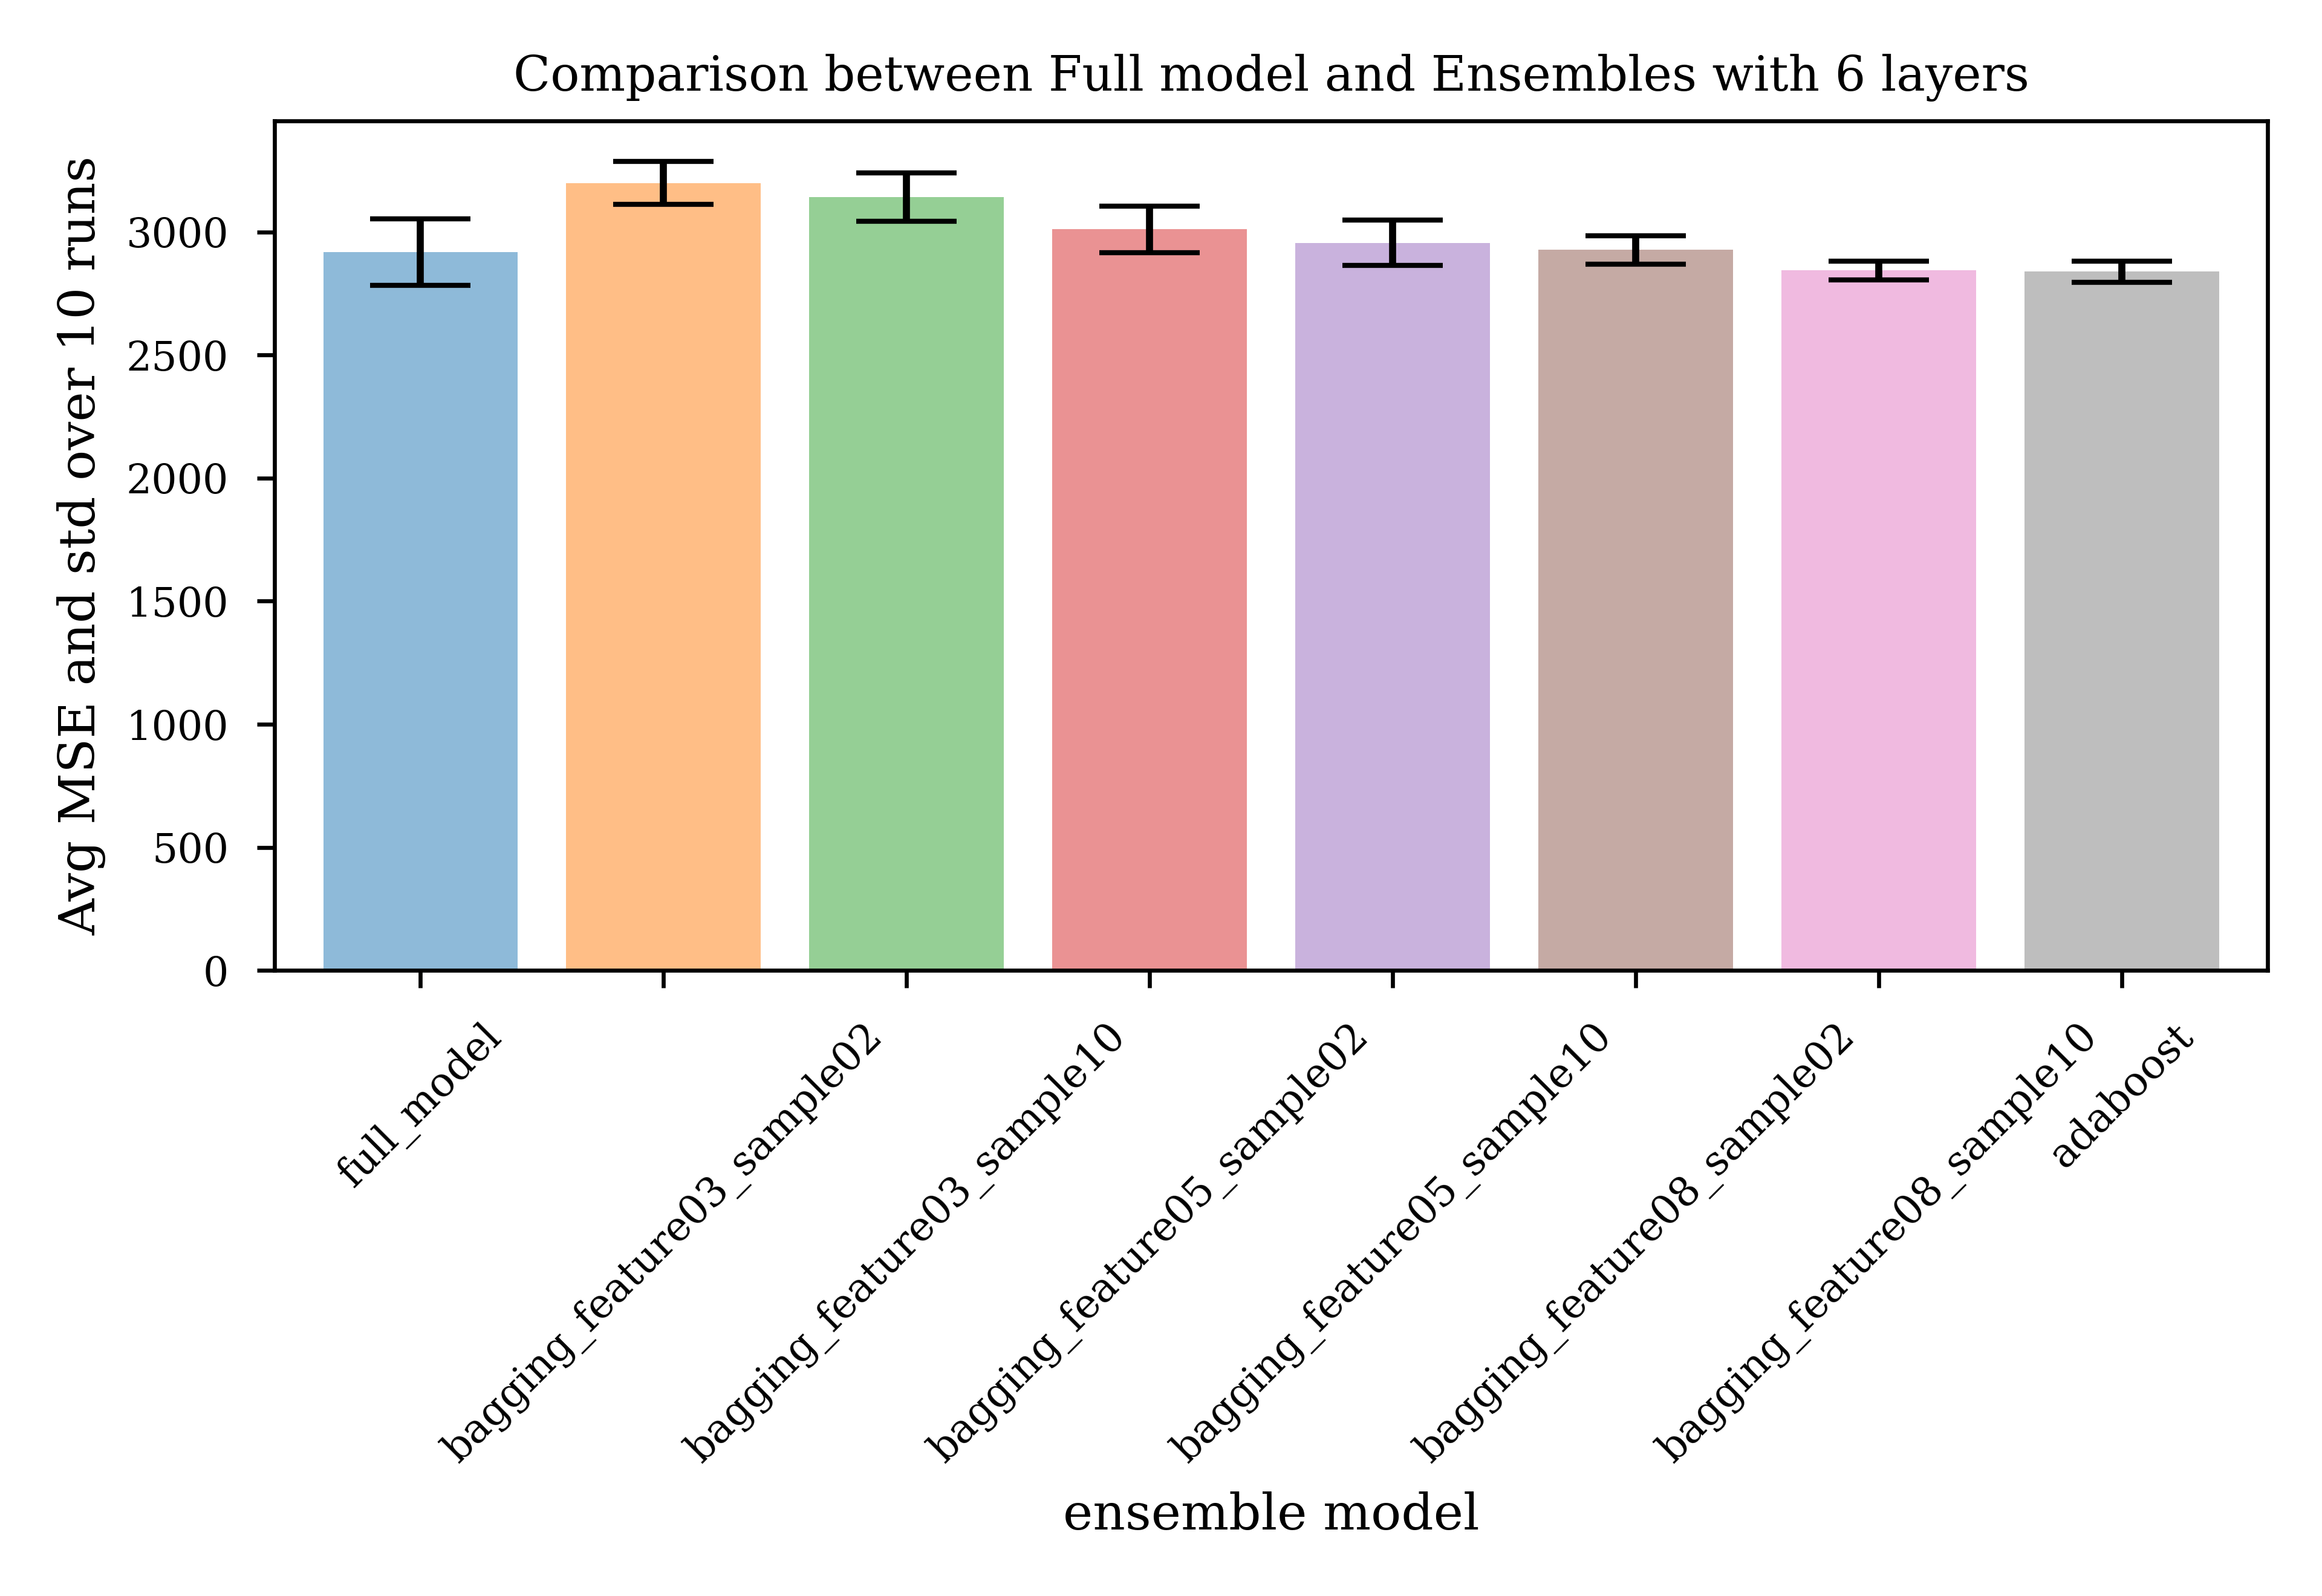 Comparison between Full model and Ensembles with 6 layers
Avg MSE and std over 10 runs
3000
2500
2000
1500
1000
500
0
full_model
bagging_feature03_sample02
bagging_feature03_sample10
bagging_feature05_sample02
bagging_feature05_sample10
bagging_feature08_sample02
bagging_feature08_sample10
adaboost
ensemble model